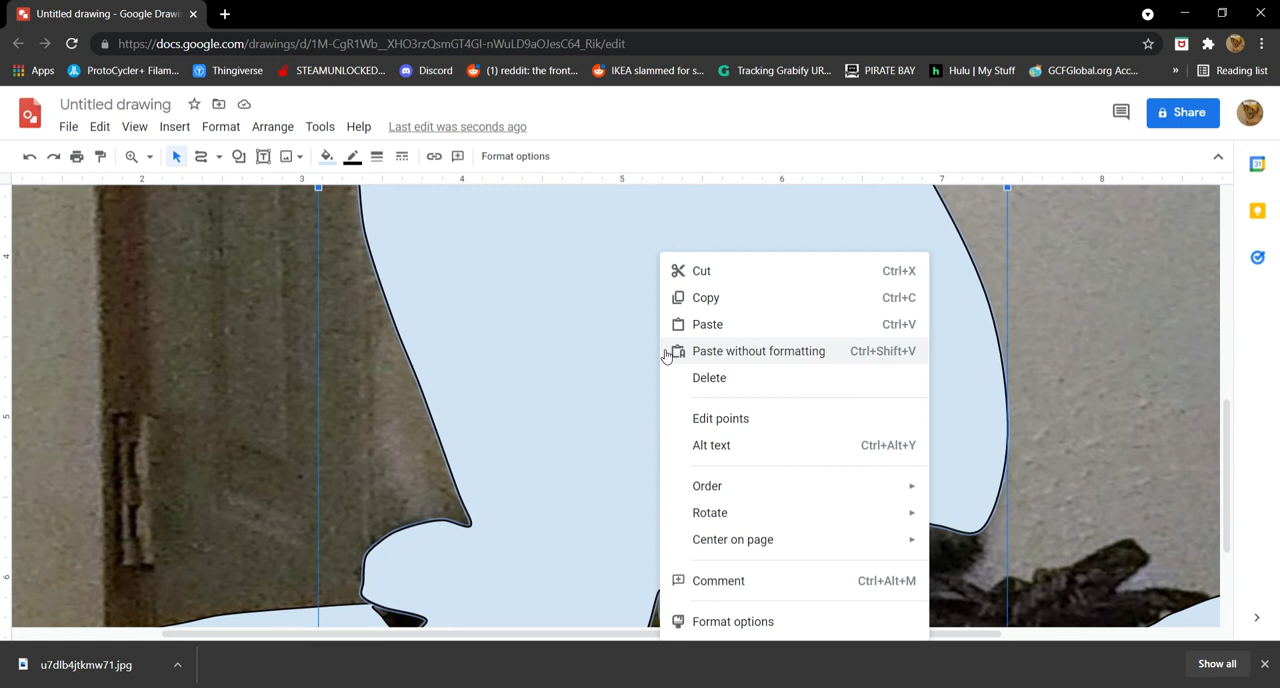 Untitled drawing - Google Drawi
https://docs.google.com/drawings/d/1M-CgR1Wb__XHO3rzQsmGT4GI-nWuLD9aOJesC64_Rik/edit
Apps ProtoCycler+ Filam... Thingiverse STEAMUNLOCKED... Discord (1) reddit: the front... IKEA slammed for s... Tracking Grabify UR... PIRATE BAY Hulu | My Stuff GCFGlobal.org Acc... » Reading list
Untitled drawing
File Edit View Insert Format Arrange Tools Help Last edit was seconds ago
Share
Format options
31
2 3 4 5 6 7 8
4
5
6
Cut Ctrl+X
Copy Ctrl+C
Paste Ctrl+V
Paste without formatting Ctrl+Shift+V
Delete
Edit points
Alt text Ctrl+Alt+Y
Order
Rotate
Center on page
Comment Ctrl+Alt+M
Format options
u7dlb4jtkmw71.jpg
Show all